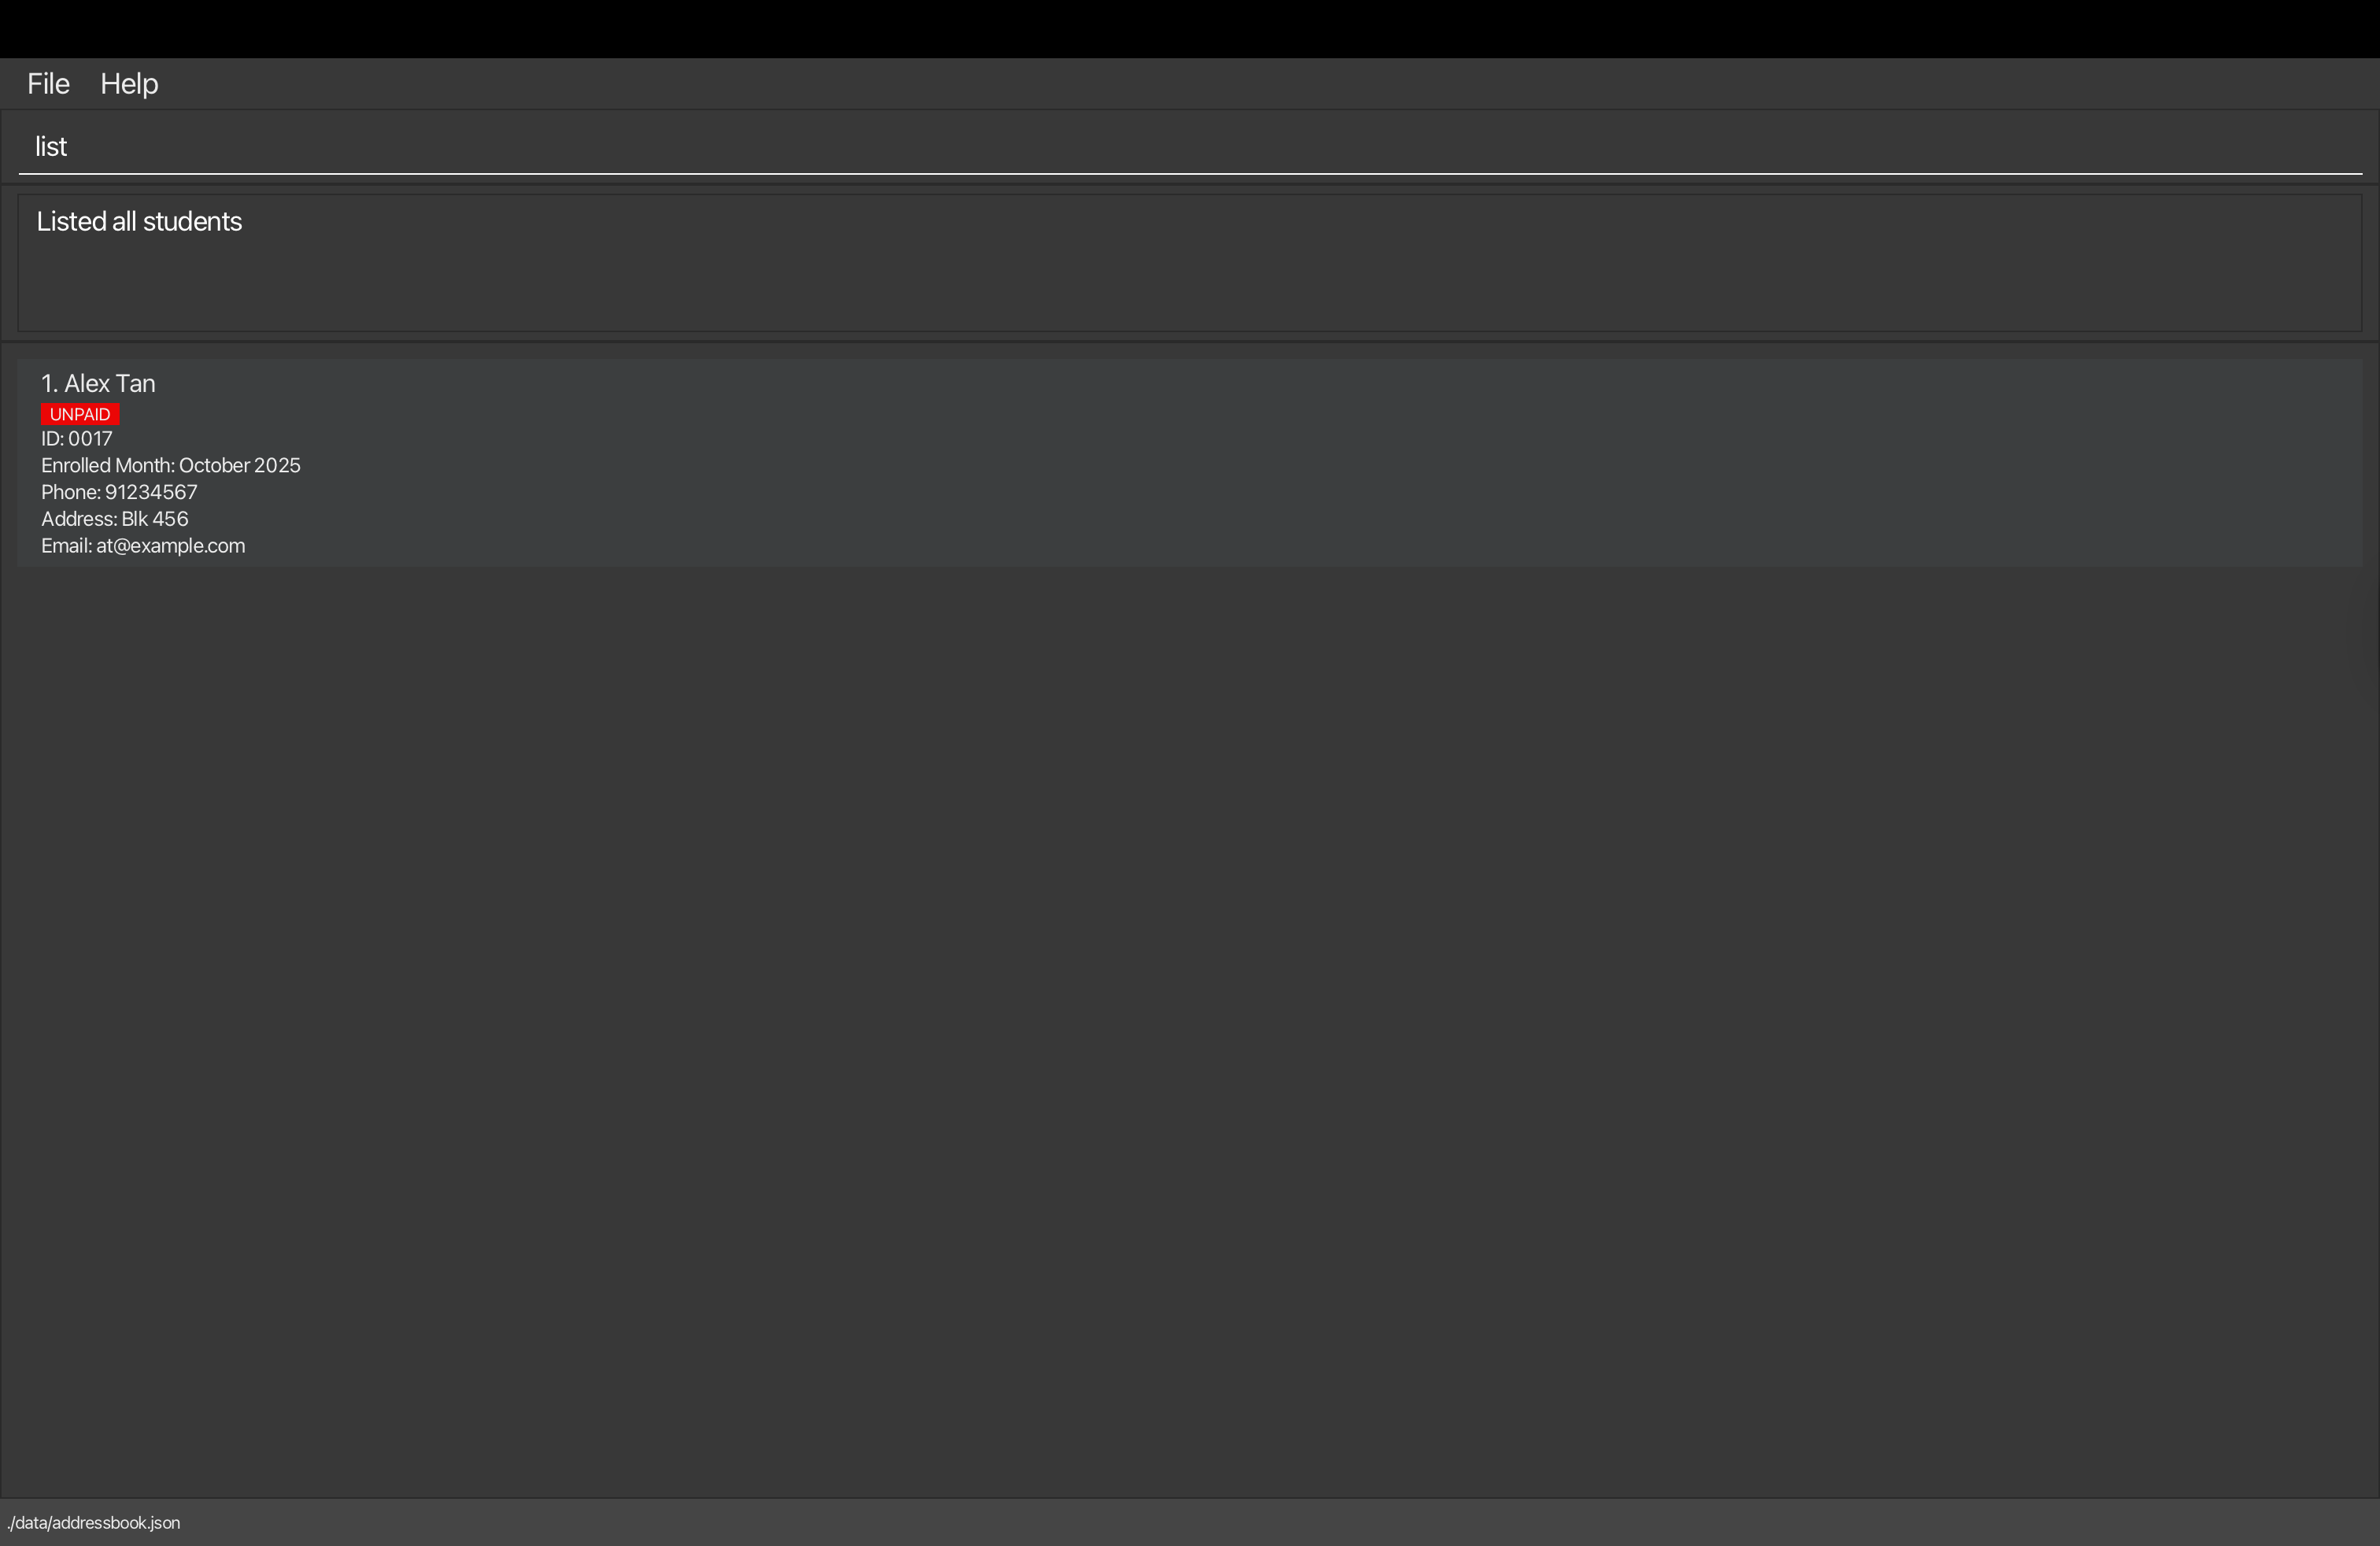 File Help
list
Listed all students
1. Alex Tan
UNPAID
ID: 0017
Enrolled Month: October 2025
Phone: 91234567
Address: Blk 456
Email: at@example.com
./data/addressbook.json